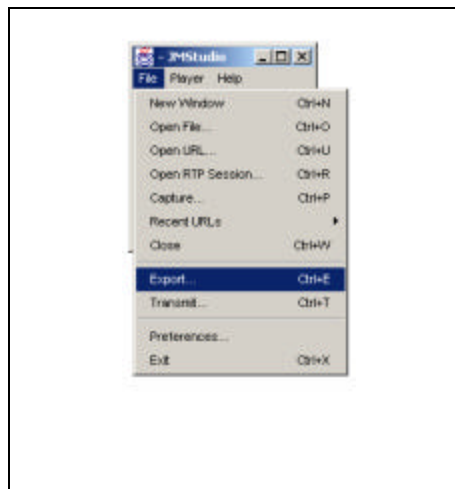 - JMStudio
File Player Help
New Window Ctrl+N
Open File... Ctrl+O
Open URL... Ctrl+U
Open RTP Session... Ctrl+R
Capture... Ctrl+P
Recent URLs
Close Ctrl+W
Export... Ctrl+E
Transmit... Ctrl+T
Preferences...
Exit Ctrl+X